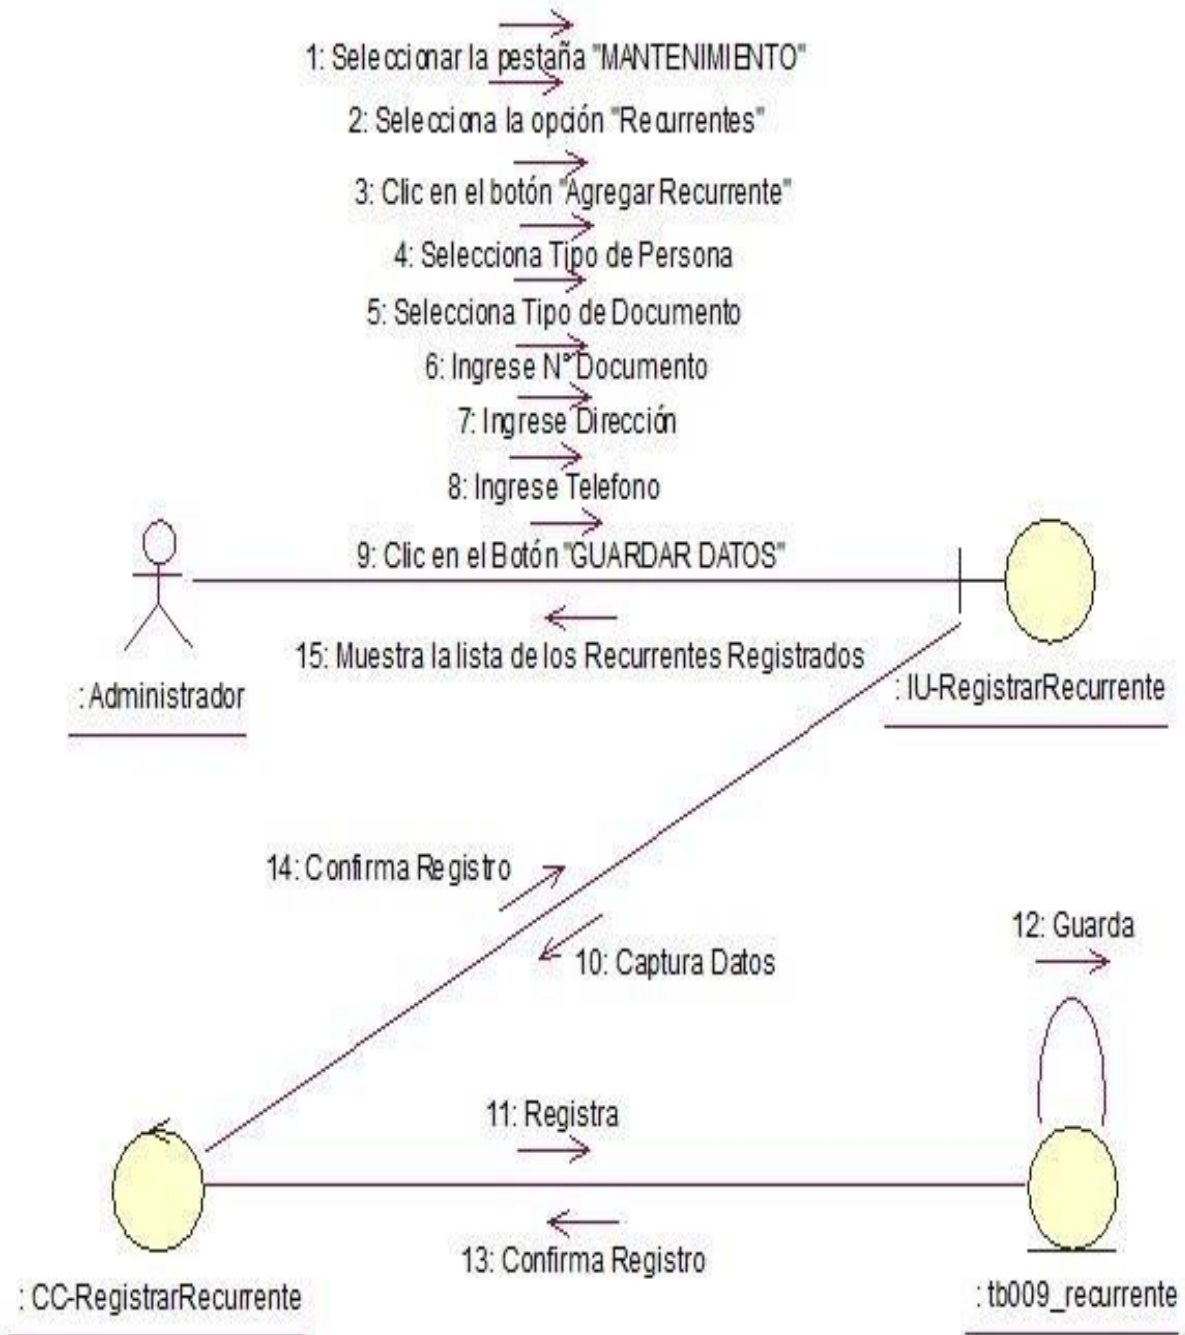 1: Seleccionar la pestaña "MANTENIMIENTO"
2: Selecciona la opción "Recurrentes"
3: Clic en el botón "Agregar Recurrente"
4: Selecciona Tipo de Persona
5: Selecciona Tipo de Documento
6: Ingrese N° Documento
7: Ingrese Dirección
8: Ingrese Telefono
9: Clic en el Botón "GUARDAR DATOS"
15: Muestra la lista de los Recurrentes Registrados
: Administrador
: IU-RegistrarRecurrente
14: Confirma Registro
10: Captura Datos
12: Guarda
11: Registra
13: Confirma Registro
: CC-RegistrarRecurrente
: tb009_recurrente